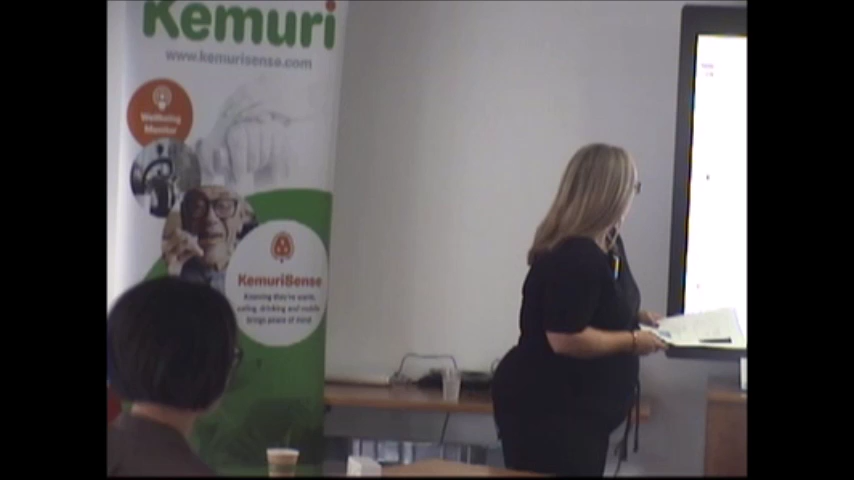 Kemuri
www.kemurisense.com
Wellbeing
Monitor
KemuriSense
Knowing they're warm,
eating, drinking and mobile
brings peace of mind